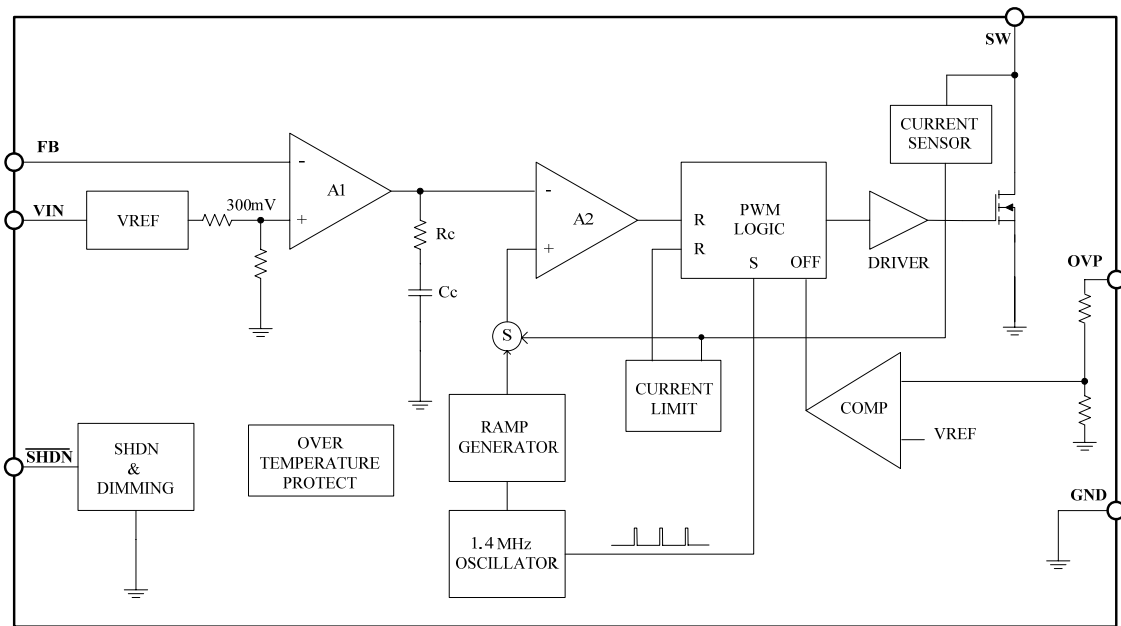 SW
CURRENT
SENSOR
FB
-
A1
+
VIN
VREF
300mV
-
A2
+
R
R
PWM
LOGIC
S
OFF
DRIVER
OVP
Rc
Cc
S
CURRENT
LIMIT
COMP
VREF
RAMP
GENERATOR
SHDN
SHDN
&
DIMMING
OVER
TEMPERATURE
PROTECT
GND
1.4 MHz
OSCILLATOR